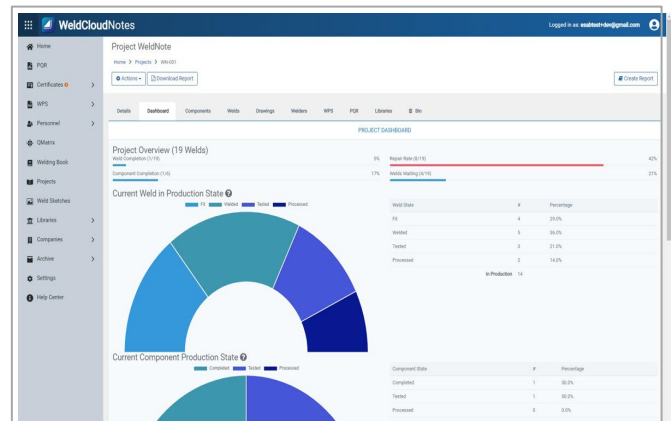 WeldCloudNotes
Logged in as: esabtest+dev@gmail.com
Home
PQR
Certificates
WPS
Personnel
QMatrix
Welding Book
Projects
Weld Sketches
Libraries
Companies
Archive
Settings
Help Center
Project WeldNote
Home > Projects > WN-001
Actions
Download Report
Create Report
Details Dashboard Components Welds Drawings Welders WPS PQR Libraries Bin
PROJECT DASHBOARD
Project Overview (19 Welds)
Weld Completion (1/19) 5%
Repair Rate (8/19) 42%
Component Completion (1/6) 17%
Welds Waiting (4/19) 21%
Current Weld in Production State
Fit Welded Tested Processed
Weld State # Percentage
Fit 4 29.0%
Welded 5 36.0%
Tested 3 21.0%
Processed 2 14.0%
In Production 14
Current Component Production State
Completed Tested Processed
Component State # Percentage
Completed 1 50.0%
Tested 1 50.0%
Processed 0 0.0%